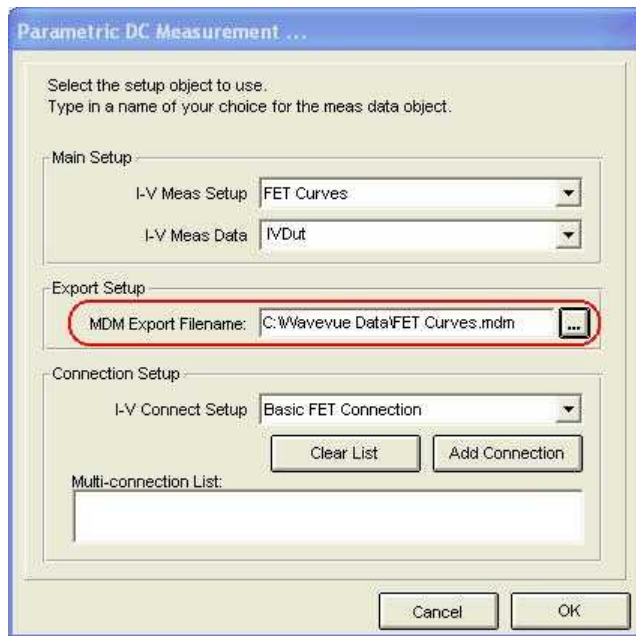 Parametric DC Measurement ...
Select the setup object to use.
Type in a name of your choice for the meas data object.
Main Setup
I-V Meas Setup FET Curves
I-V Meas Data IVDut
Export Setup
MDM Export Filename: C:\Wavevue Data\FET Curves.mdm ...
Connection Setup
I-V Connect Setup Basic FET Connection
Clear List Add Connection
Multi-connection List:
Cancel OK